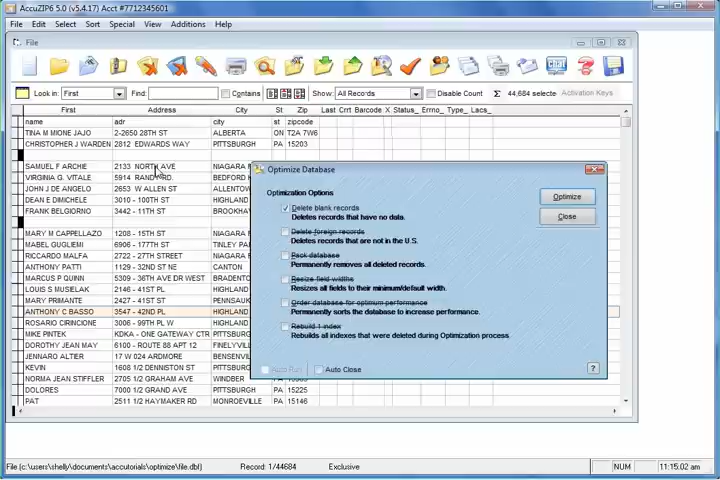 AccuZIP6 5.0 (v5.4.17) Acct #7712345601
File Edit Select Sort Special View Additions Help
File
Look in: First Find: Contains Show: All Records Disable Count Σ 44,684 selecte Activation Keys
First Address City St Zip Last Crrt Barcode X Status_ Errno_ Type_ Lacs_
name adr city st zipcode
TINA M MIONE JAJO 2-2650 28TH ST ALBERTA ON T2A 7W6
CHRISTOPHER J WARDEN 2812 EDWARDS WAY PITTSBURGH PA 15203
SAMUEL F ARCHIE 2133 NORTH AVE NIAGARA F
VIRGINIA G. VITALE 5914 RANDY RD. BEDFORD H
JOHN J DE ANGELO 2653 W ALLEN ST ALLENTOW
DEAN E DIMICHELE 3010 - 100TH ST HIGHLAND
FRANK BELGIORNO 3442 - 11TH ST BROOKHA
MARY M CAPPELLAZO 1208 - 15TH ST NIAGARA F
MABEL GUGLIEMI 6906 - 177TH ST TINLEY PA
RICCARDO MALFA 2722 - 27TH STREET NIAGARA F
ANTHONY PATTI 1129 - 32ND ST NE CANTON
MARCUS P QUINN 5309 - 36TH AVE DR WEST BRADENTO
LOUIS S MUSIELAK 2146 - 41ST PL HIGHLAND
MARY PRIMANTE 2427 - 41ST ST PENNSAUK
ANTHONY C BASSO 3547 - 42ND PL HIGHLAND
ROSARIO CIRINCIONE 3006 - 99TH PL W HIGHLAND
MIKE PINTEK KDKA - ONE GATEWAY CTR PITTSBURG
DOROTHY JEAN MAY 6100 - ROUTE 88 APT 12 FINELYVILL
JENNARO ALTIER 17 W 024 ARDMORE BENSENVI
KEVIN 1608 1/2 DENNISTON ST PITTSBURG
NORMA JEAN STIFFLER 2705 1/2 GRAHAM AVE WINDBER
DOLORES 7000 1/2 GRAND AVE PITTSBURGH PA 15225
PAT 2511 1/2 HAYMAKER RD MONROEVILLE PA 15146
Optimize Database
Optimization Options
Delete blank records
Deletes records that have no data.
Delete foreign records
Deletes records that are not in the U.S.
Pack database
Permanently removes all deleted records.
Resize field widths
Resizes all fields to their minimum/default width.
Order database for optimum performance
Permanently sorts the database to increase performance.
Rebuild 1 index
Rebuilds all indexes that were deleted during Optimization process
Optimize
Close
Auto Run Auto Close ?
File (c:\users\shelly\documents\accutorials\optimize\file.dbf) Record: 1/44684 Exclusive NUM 11:15:02 am